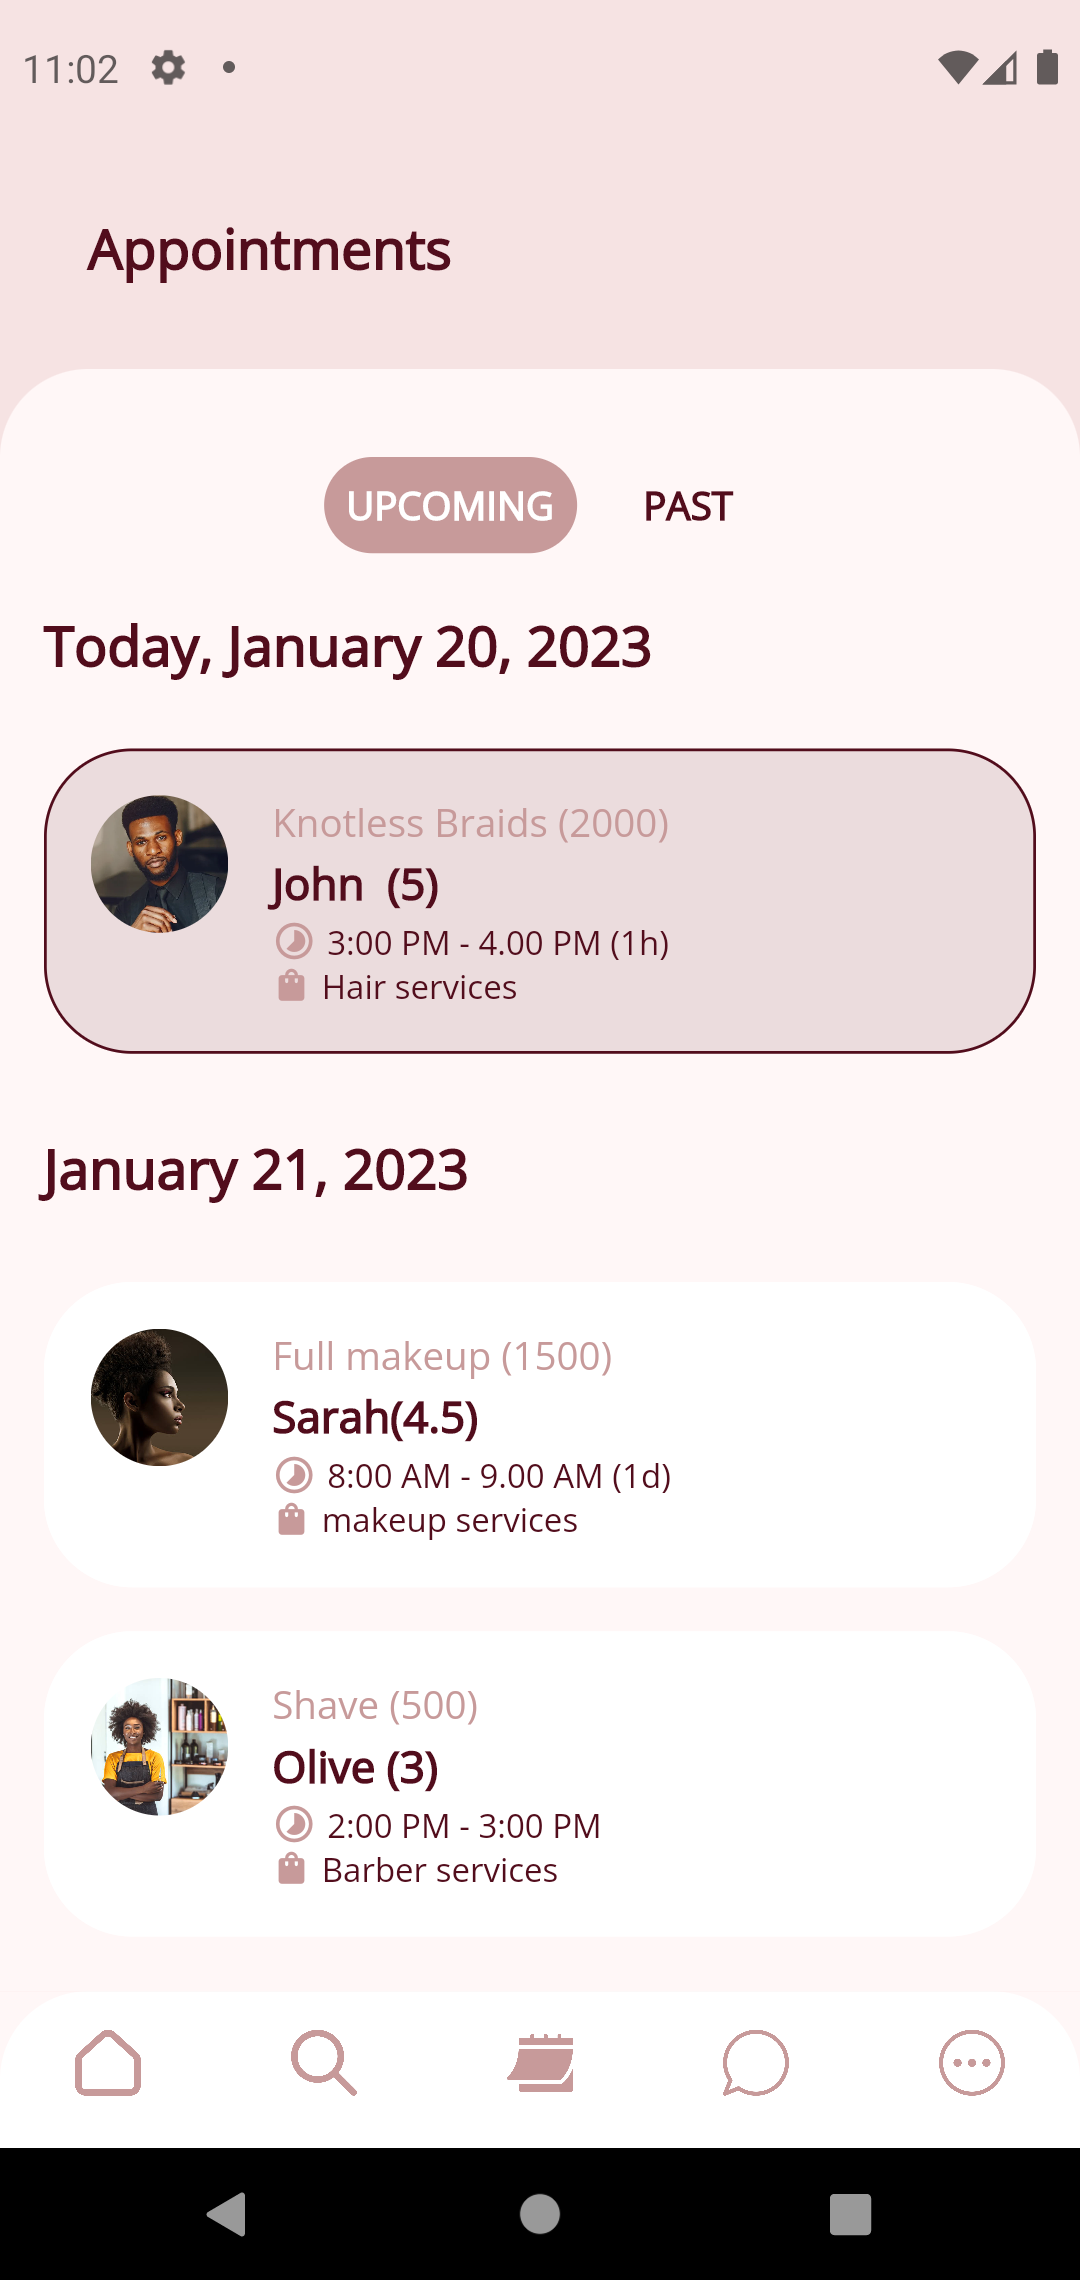 11:02
Appointments
UPCOMING PAST
Today, January 20, 2023
Knotless Braids (2000)
John (5)
3:00 PM - 4.00 PM (1h)
Hair services
January 21, 2023
Full makeup (1500)
Sarah(4.5)
8:00 AM - 9.00 AM (1d)
makeup services
Shave (500)
Olive (3)
2:00 PM - 3:00 PM
Barber services